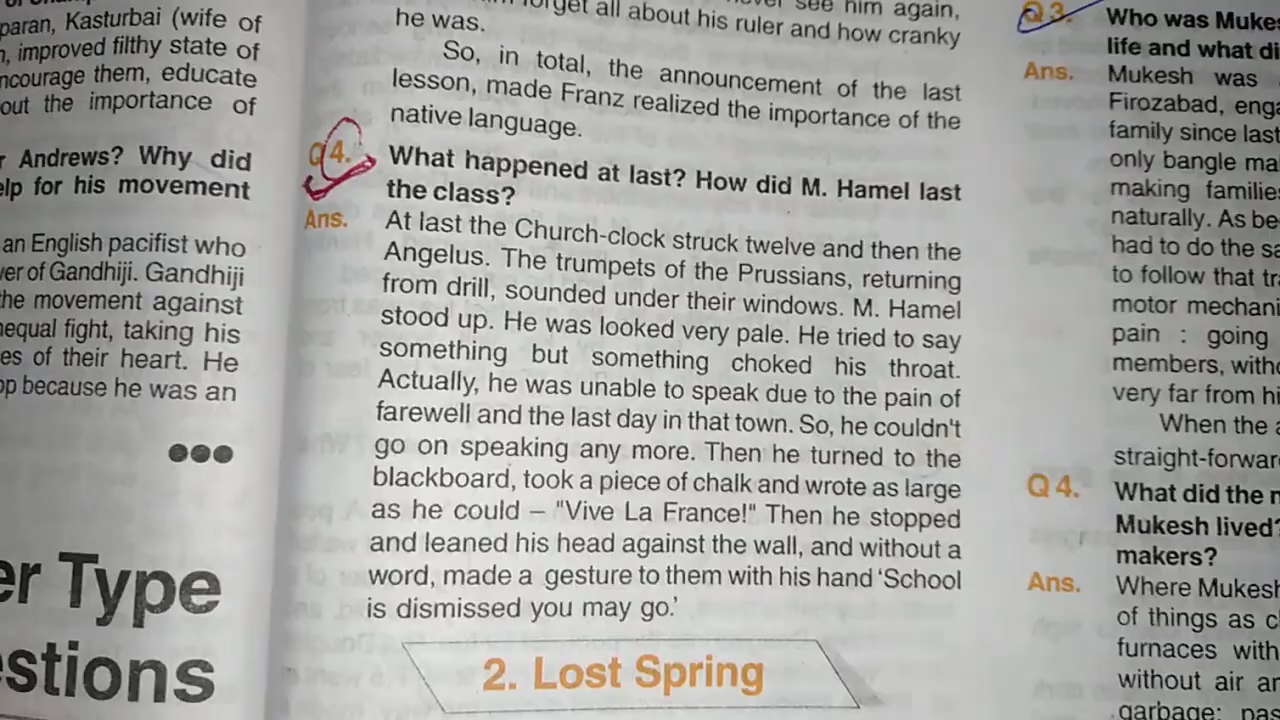 paran, Kasturbai (wife of
improved filthy state of
ncourage them, educate
out the importance of
Andrews? Why did
elp for his movement
an English pacifist who
ver of Gandhiji. Gandhiji
the movement against
nequal fight, taking his
es of their heart. He
op because he was an
●●●
er Type
estions
see him again,
forget all about his ruler and how cranky
he was.
So, in total, the announcement of the last
lesson, made Franz realized the importance of the
native language.
Q4. What happened at last? How did M. Hamel last
the class?
Ans. At last the Church-clock struck twelve and then the
Angelus. The trumpets of the Prussians, returning
from drill, sounded under their windows. M. Hamel
stood up. He was looked very pale. He tried to say
something but something choked his throat.
Actually, he was unable to speak due to the pain of
farewell and the last day in that town. So, he couldn't
go on speaking any more. Then he turned to the
blackboard, took a piece of chalk and wrote as large
as he could – "Vive La France!" Then he stopped
and leaned his head against the wall, and without a
word, made a gesture to them with his hand 'School
is dismissed you may go.'
2. Lost Spring
Q3. Who was Mukes
life and what di
Ans. Mukesh was
Firozabad, enga
family since last
only bangle ma
making families
naturally. As be
had to do the sa
to follow that tra
motor mechani
pain : going
members, witho
very far from hi
When the a
straight-forward
Q4. What did the m
Mukesh lived?
makers?
Ans. Where Mukesh
of things as c
furnaces with
without air an
garbage; pas